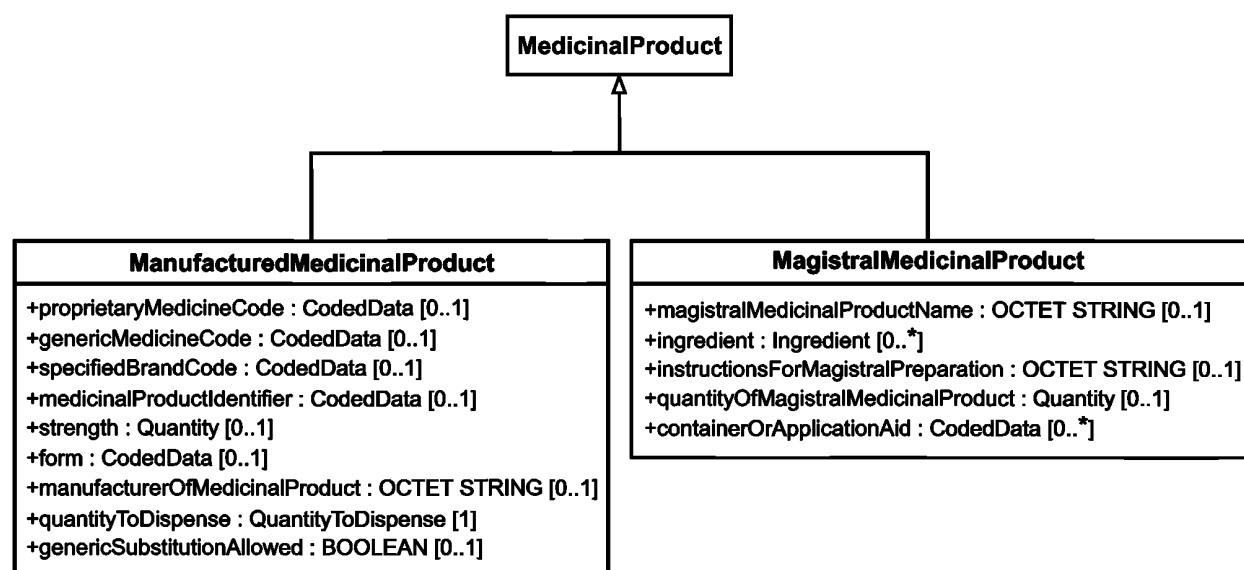 MedicinalProduct
ManufacturedMedicinalProduct
+proprietaryMedicineCode : CodedData [0..1]
+genericMedicineCode : CodedData [0..1]
+specifiedBrandCode : CodedData [0..1]
+medicinalProductIdentifier : CodedData [0..1]
+strength : Quantity [0..1]
+form : CodedData [0..1]
+manufacturerOfMedicinalProduct : OCTET STRING [0..1]
+quantityToDispense : QuantityToDispense [1]
+genericSubstitutionAllowed : BOOLEAN [0..1]
MagistralMedicinalProduct
+magistralMedicinalProductName : OCTET STRING [0..1]
+ingredient : Ingredient [0..*]
+instructionsForMagistralPreparation : OCTET STRING [0..1]
+quantityOfMagistralMedicinalProduct : Quantity [0..1]
+containerOrApplicationAid : CodedData [0..*]